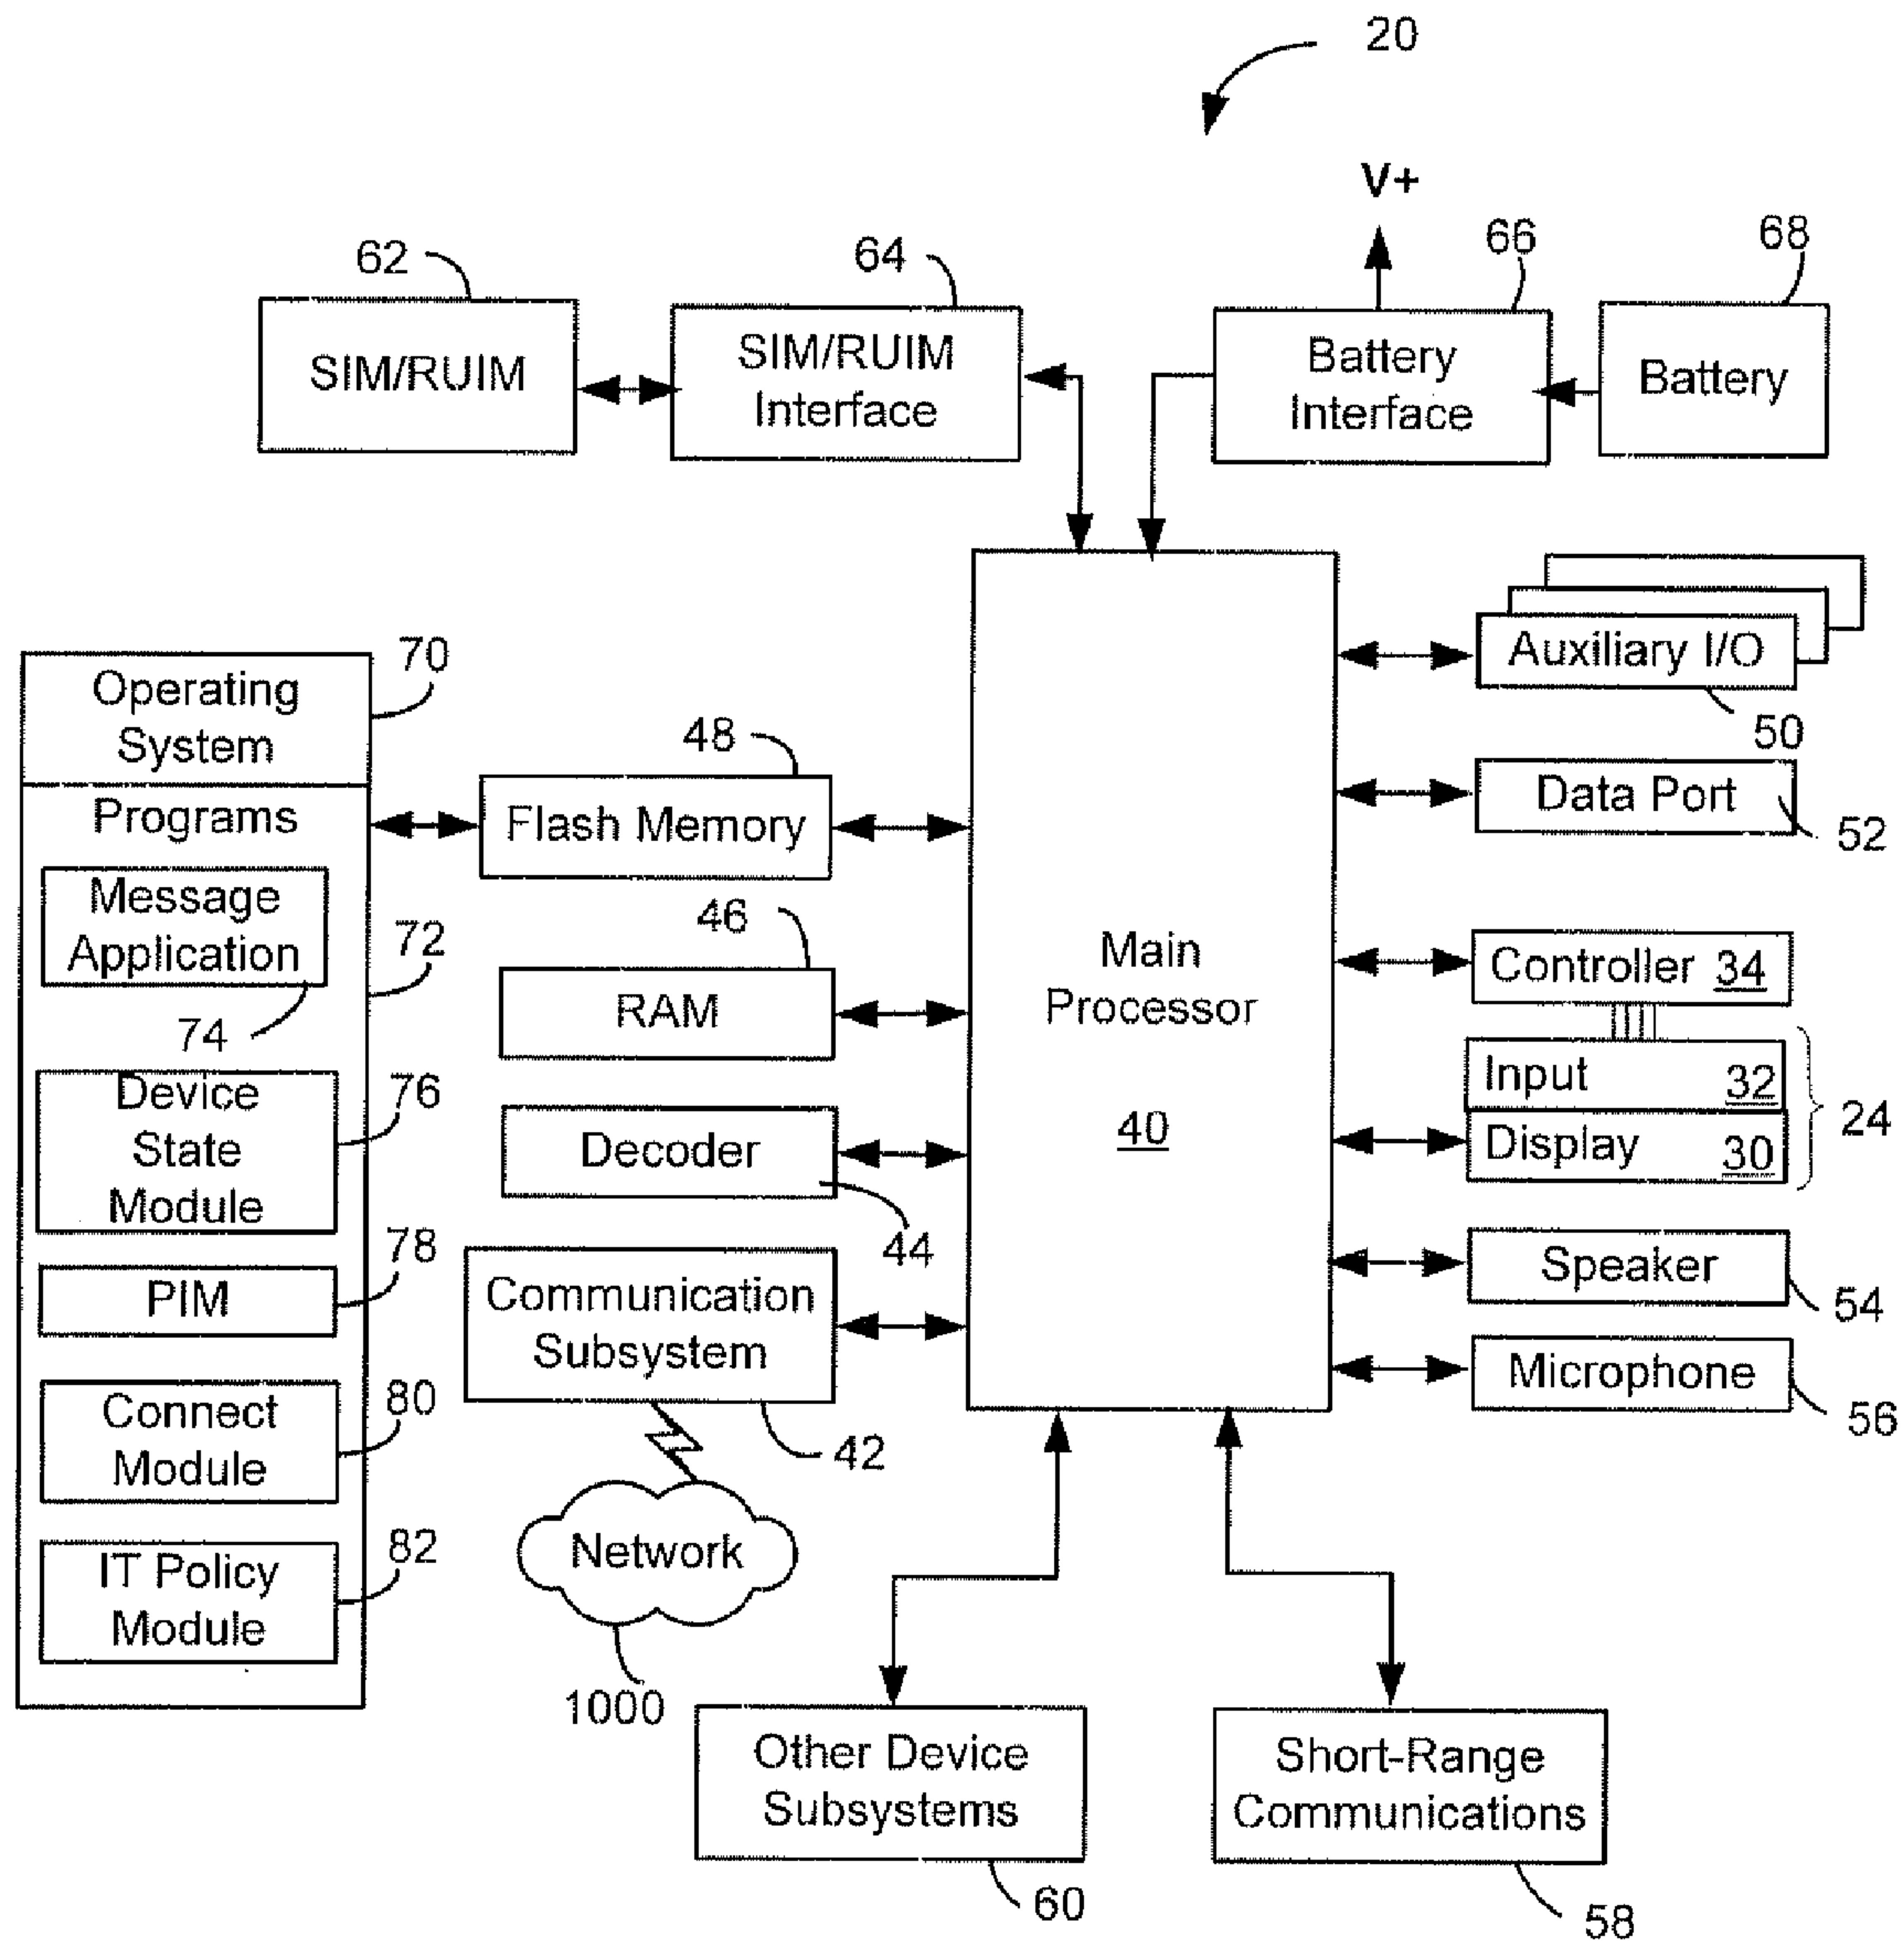 20
V+
62
64
66
68
SIM/RUIM
SIM/RUIM
Interface
Battery
Interface
Battery
70
Operating
System
Programs
Message
Application
72
74
Device
State
Module
76
78
PIM
Connect
Module
80
IT Policy
Module
82
48
Flash Memory
46
RAM
Decoder
44
Communication
Subsystem
42
Network
1000
Main
Processor
40
Auxiliary I/O
50
Data Port
52
Controller 34
Input 32
Display 30
24
Speaker
54
Microphone
56
Other Device
Subsystems
60
Short-Range
Communications
58